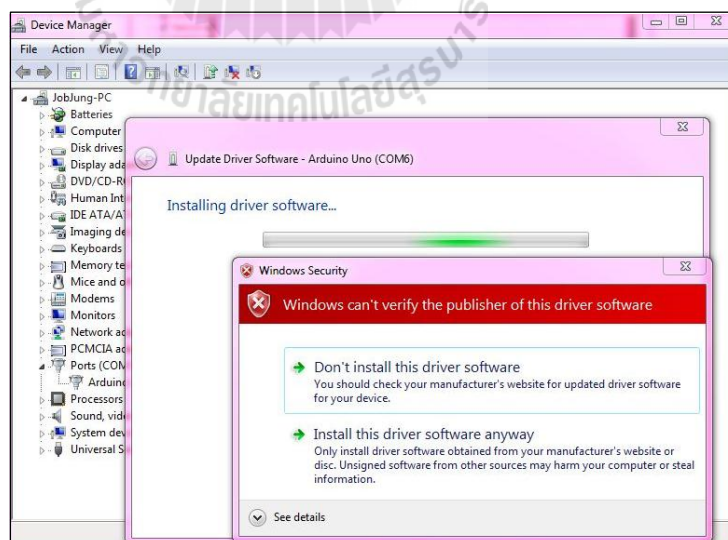 Device Manager
File Action View Help
JobJung-PC
Batteries
Computer
Disk drives
Display ada
DVD/CD-R
Human Int
IDE ATA/A
Imaging de
Keyboards
Memory te
Mice and o
Modems
Monitors
Network ad
PCMCIA ad
Ports (COM
Arduino
Processors
Sound, vide
System dev
Universal S
Update Driver Software - Arduino Uno (COM6)
Installing driver software...
Windows Security
Windows can't verify the publisher of this driver software
Don't install this driver software
You should check your manufacturer's website for updated driver software
for your device.
Install this driver software anyway
Only install driver software obtained from your manufacturer's website or
disc. Unsigned software from other sources may harm your computer or steal
information.
See details